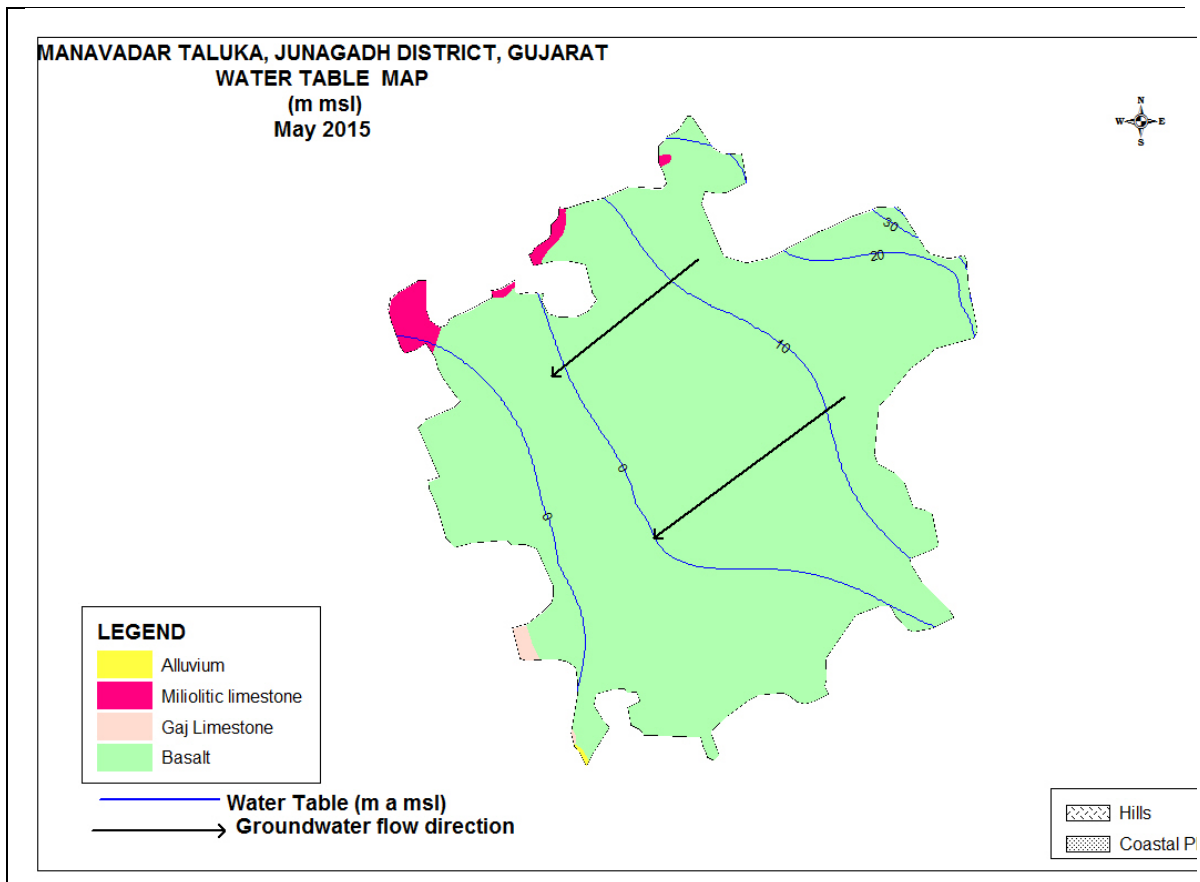 MANAVADAR TALUKA, JUNAGADH DISTRICT, GUJARAT
WATER TABLE MAP
(m msl)
May 2015
N
W E
S
30
20
10
0
0
LEGEND
Alluvium
Miliolitic limestone
Gaj Limestone
Basalt
Water Table (m a msl)
Groundwater flow direction
Hills
Coastal Pl